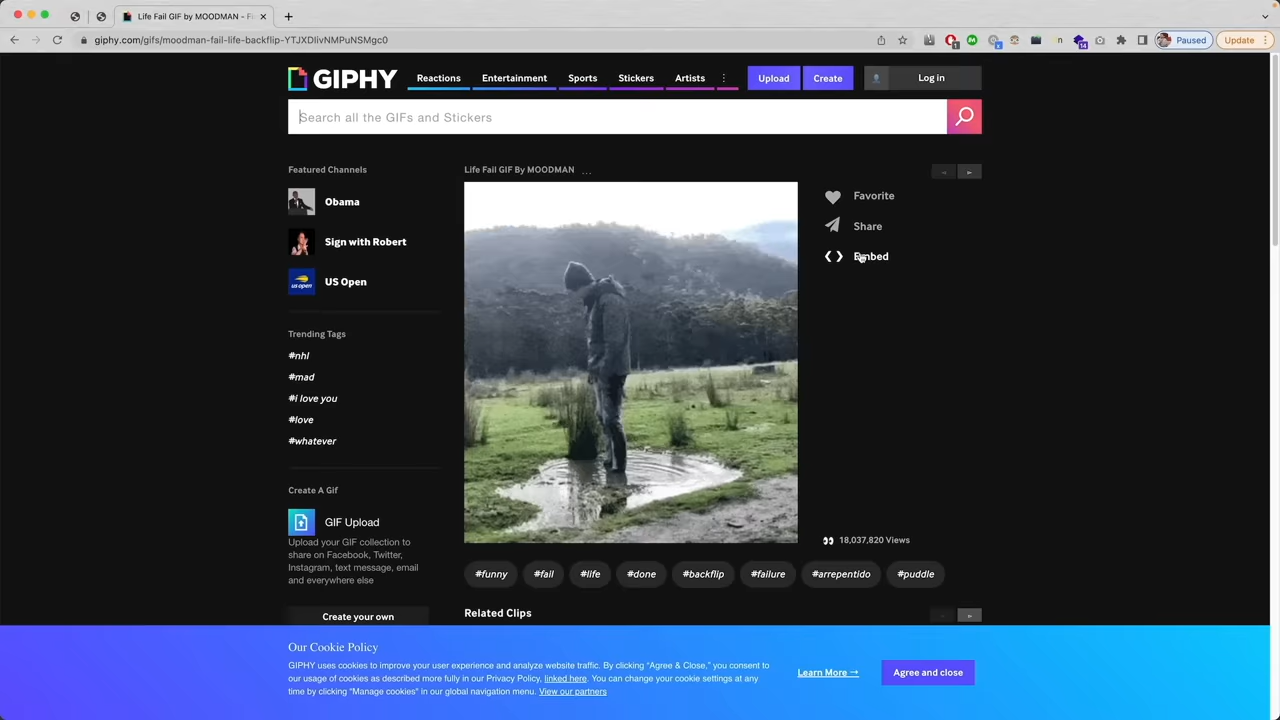 Life Fail GIF by MOODMAN - F
giphy.com/gifs/moodman-fail-life-backflip-YTJXDIivNMPuNSMgc0
Paused
Update
GIPHY
Reactions
Entertainment
Sports
Stickers
Artists
Upload
Create
Log in
Search all the GIFs and Stickers
Featured Channels
Obama
Sign with Robert
US Open
Trending Tags
#nhl
#mad
#i love you
#love
#whatever
Create A Gif
GIF Upload
Upload your GIF collection to
share on Facebook, Twitter,
Instagram, text message, email
and everywhere else
Create your own
Life Fail GIF By MOODMAN ...
Favorite
Share
Embed
18,037,820 Views
#funny
#fail
#life
#done
#backflip
#failure
#arrepentido
#puddle
Related Clips
Our Cookie Policy
GIPHY uses cookies to improve your user experience and analyze website traffic. By clicking “Agree & Close,” you consent to
our usage of cookies as described more fully in our Privacy Policy, linked here. You can change your cookie settings at any
time by clicking “Manage cookies” in our global navigation menu. View our partners
Learn More →
Agree and close